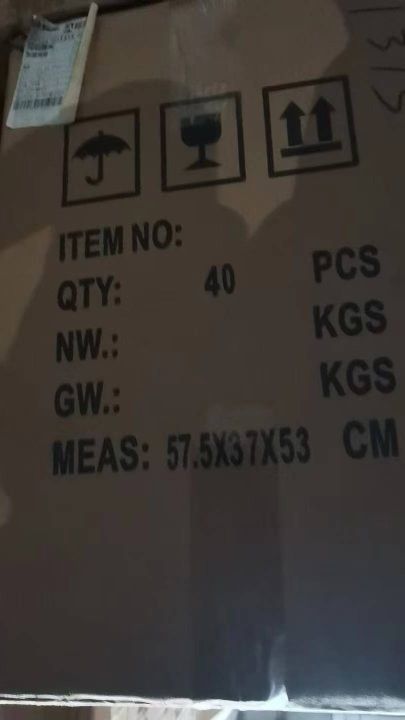 ITEM NO:
QTY: 40 PCS
NW.: KGS
GW.: KGS
MEAS: 57.5X37X53 CM